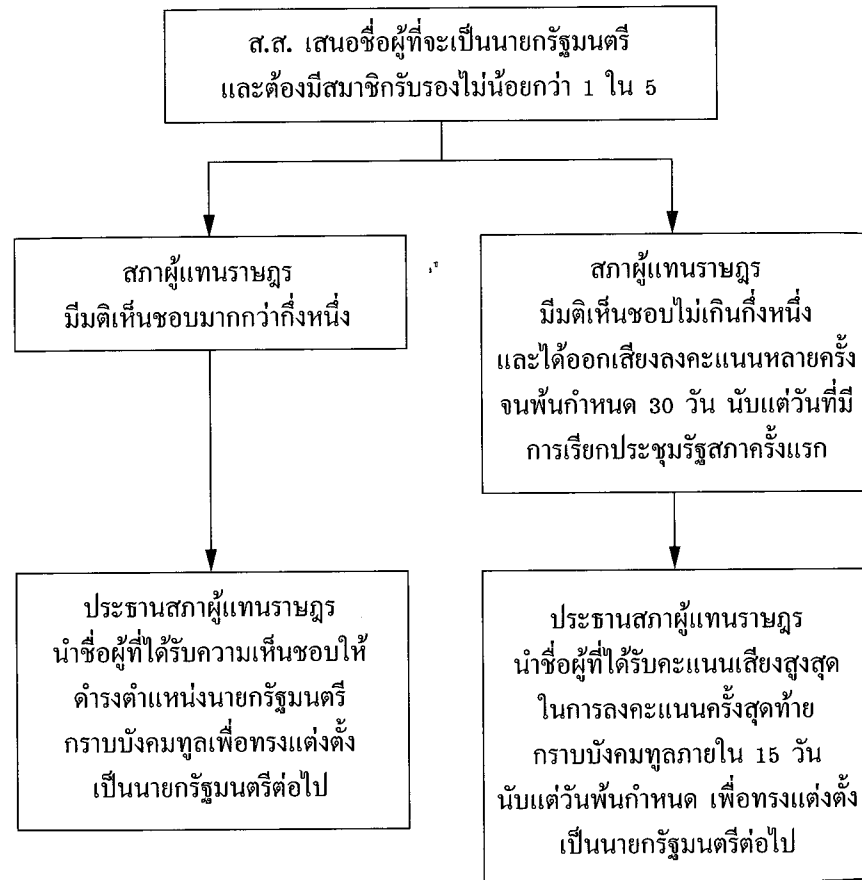 ส.ส. เสนอชื่อผู้ที่จะเป็นนายกรัฐมนตรี
และต้องมีสมาชิกรับรองไม่น้อยกว่า 1 ใน 5
สภาผู้แทนราษฎร
มีมติเห็นชอบมากกว่ากึ่งหนึ่ง
สภาผู้แทนราษฎร
มีมติเห็นชอบไม่เกินกึ่งหนึ่ง
และได้ออกเสียงลงคะแนนหลายครั้ง
จนพ้นกำหนด 30 วัน นับแต่วันที่มี
การเรียกประชุมรัฐสภาครั้งแรก
ประธานสภาผู้แทนราษฎร
นำชื่อผู้ที่ได้รับความเห็นชอบให้
ดำรงตำแหน่งนายกรัฐมนตรี
กราบบังคมทูลเพื่อทรงแต่งตั้ง
เป็นนายกรัฐมนตรีต่อไป
ประธานสภาผู้แทนราษฎร
นำชื่อผู้ที่ได้รับคะแนนเสียงสูงสุด
ในการลงคะแนนครั้งสุดท้าย
กราบบังคมทูลภายใน 15 วัน
นับแต่วันพ้นกำหนด เพื่อทรงแต่งตั้ง
เป็นนายกรัฐมนตรีต่อไป